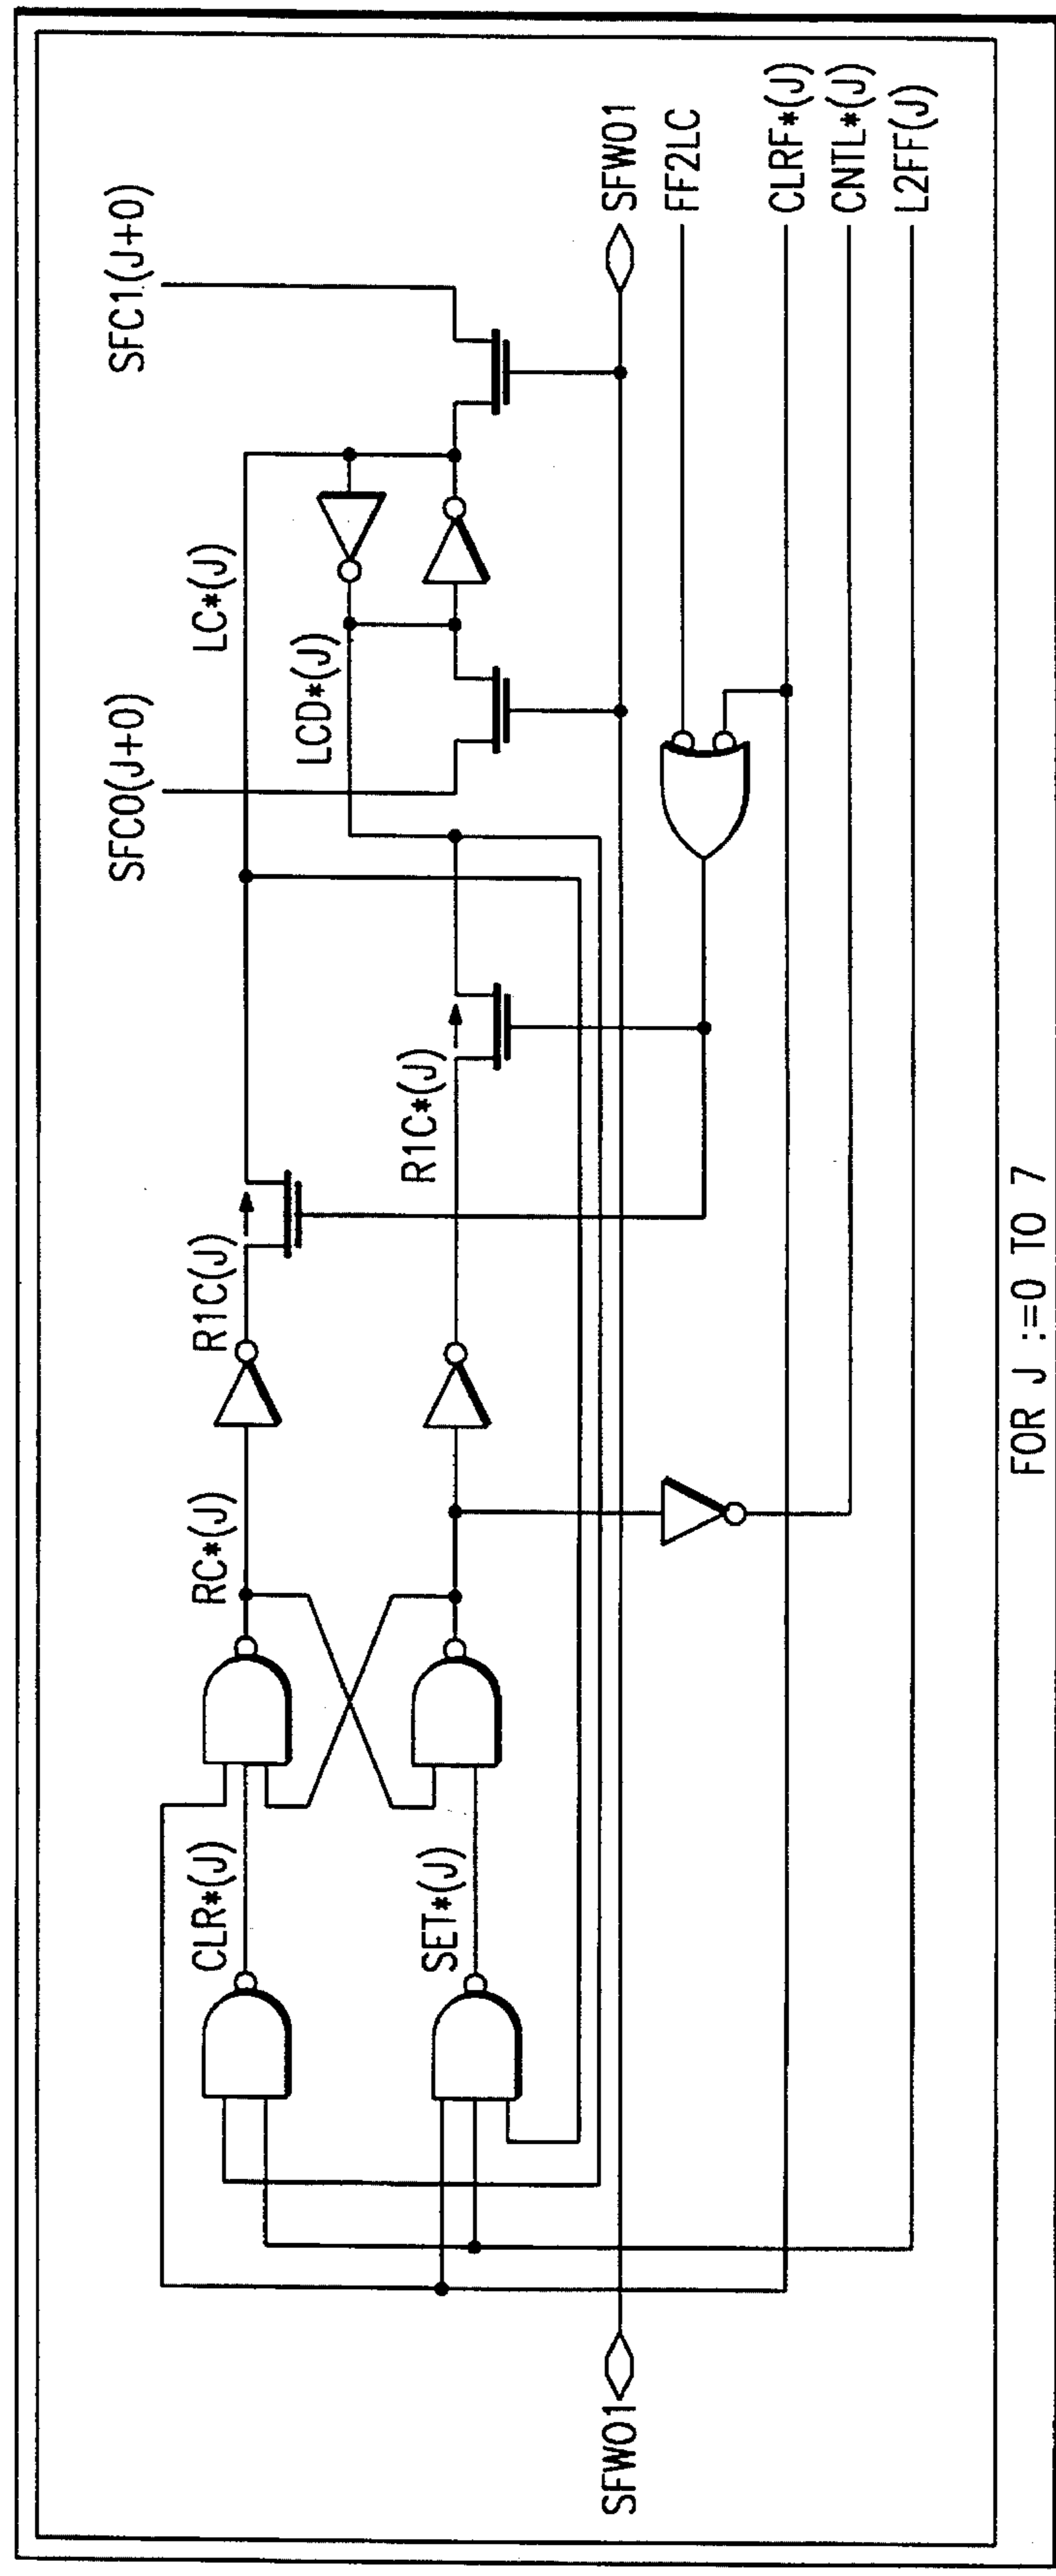 SFC1(J+0)
SFC0(J+0)
LC*(J)
LCD*(J)
R1C(J)
R1C*(J)
RC*(J)
CLR*(J)
SET*(J)
SFW01
SFW01
FF2LC
CLRF*(J)
CNTL*(J)
L2FF(J)
FOR J :=0 TO 7